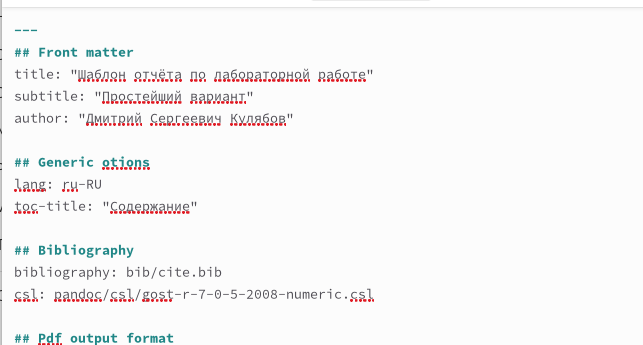 ---
## Front matter
title: "Шаблон отчёта по лабораторной работе"
subtitle: "Простейший вариант"
author: "Дмитрий Сергеевич Кулябов"
## Generic otions
lang: ru-RU
toc-title: "Содержание"
## Bibliography
bibliography: bib/cite.bib
csl: pandoc/csl/gost-r-7-0-5-2008-numeric.csl
## Pdf output format